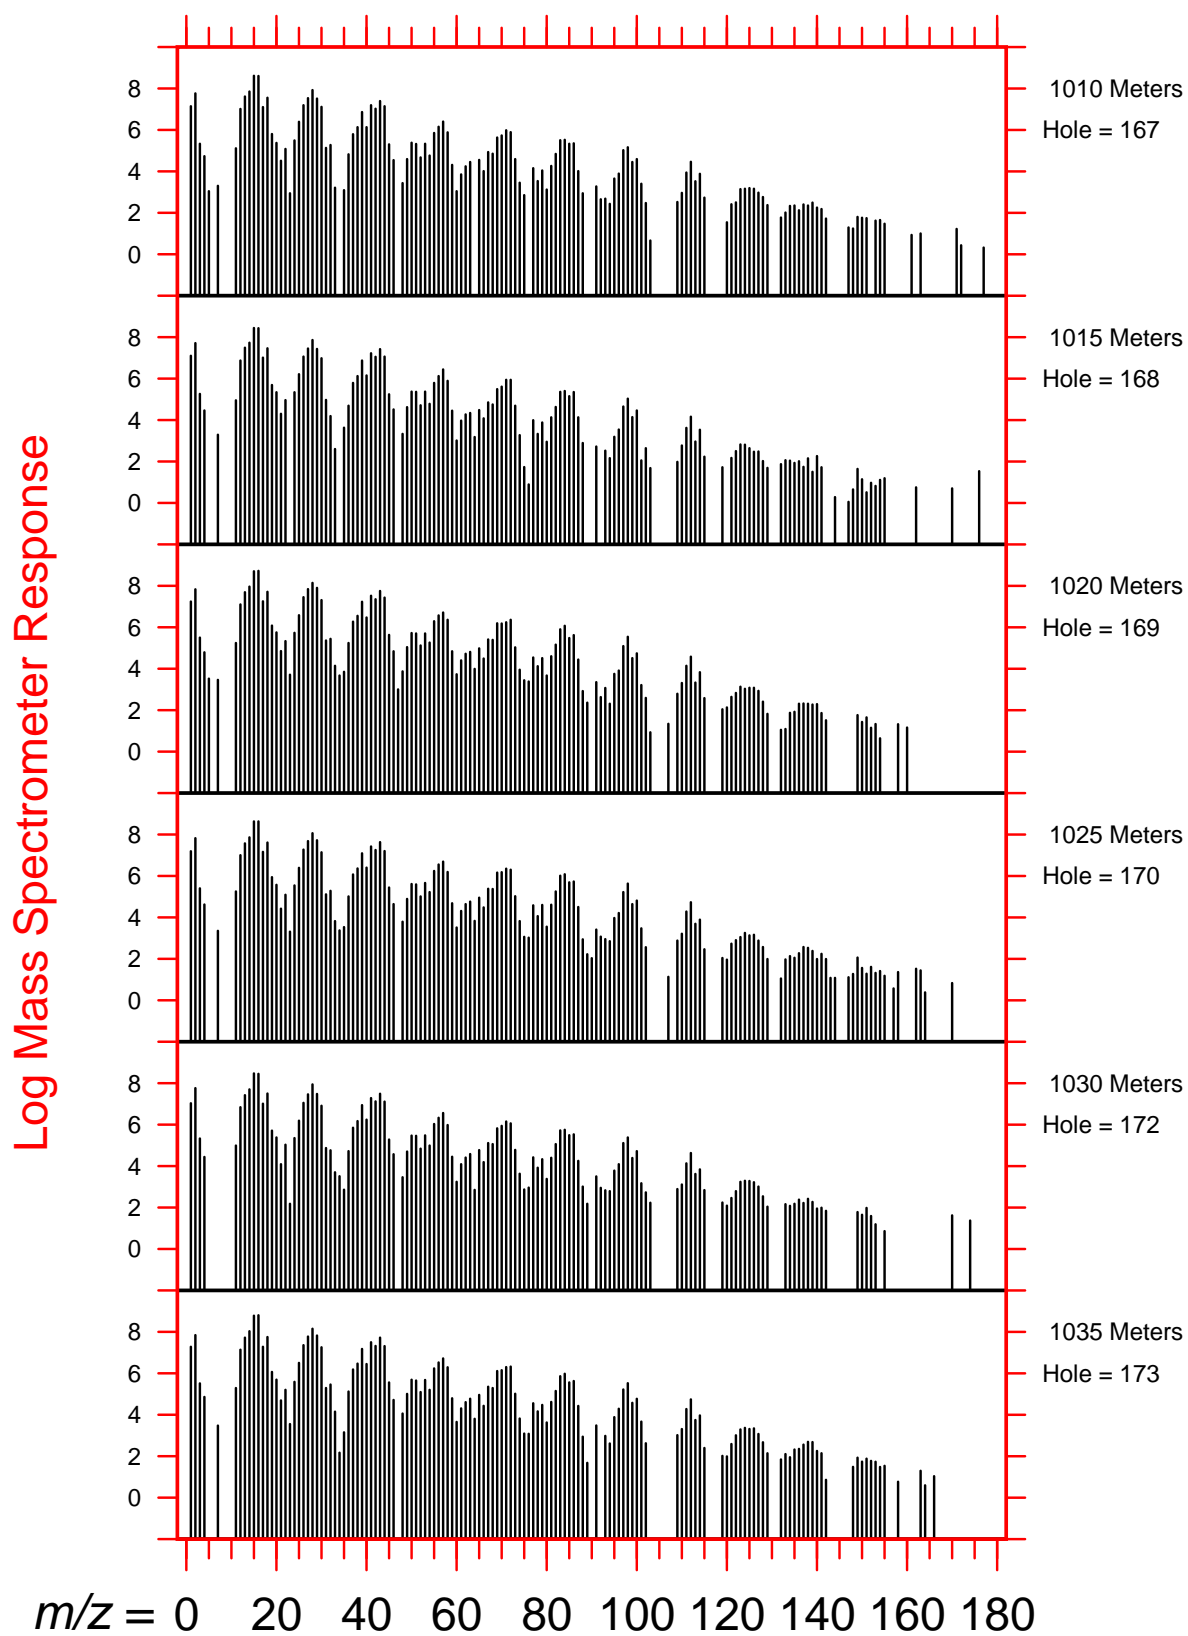 8
6
4
2
0
1010 Meters
Hole = 167
8
6
4
2
0
1015 Meters
Hole = 168
8
6
4
2
0
1020 Meters
Hole = 169
8
6
4
2
0
1025 Meters
Hole = 170
8
6
4
2
0
1030 Meters
Hole = 172
8
6
4
2
0
1035 Meters
Hole = 173
Log Mass Spectrometer Response
m/z = 0 20 40 60 80 100 120 140 160 180